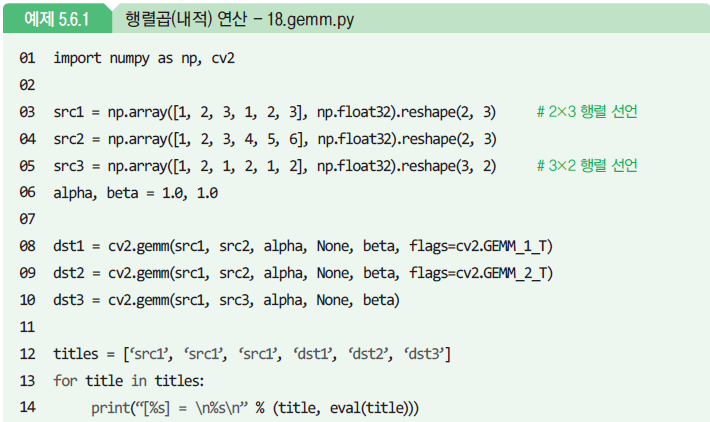 예제 5.6.1 행렬곱(내적) 연산 - 18.gemm.py
01 import numpy as np, cv2
02
03 src1 = np.array([1, 2, 3, 1, 2, 3], np.float32).reshape(2, 3) # 2×3 행렬 선언
04 src2 = np.array([1, 2, 3, 4, 5, 6], np.float32).reshape(2, 3)
05 src3 = np.array([1, 2, 1, 2, 1, 2], np.float32).reshape(3, 2) # 3×2 행렬 선언
06 alpha, beta = 1.0, 1.0
07
08 dst1 = cv2.gemm(src1, src2, alpha, None, beta, flags=cv2.GEMM_1_T)
09 dst2 = cv2.gemm(src1, src2, alpha, None, beta, flags=cv2.GEMM_2_T)
10 dst3 = cv2.gemm(src1, src3, alpha, None, beta)
11
12 titles = [‘src1’, ‘src1’, ‘src1’, ‘dst1’, ‘dst2’, ‘dst3’]
13 for title in titles:
14 print(“[%s] = \n%s\n” % (title, eval(title)))